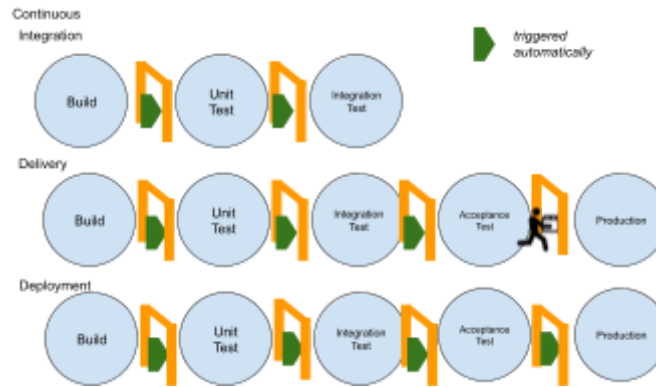 Continuous
Integration
triggered
automatically
Build
Unit
Test
Integration
Test
Delivery
Build
Unit
Test
Integration
Test
Acceptance
Test
Production
Deployment
Build
Unit
Test
Integration
Test
Acceptance
Test
Production